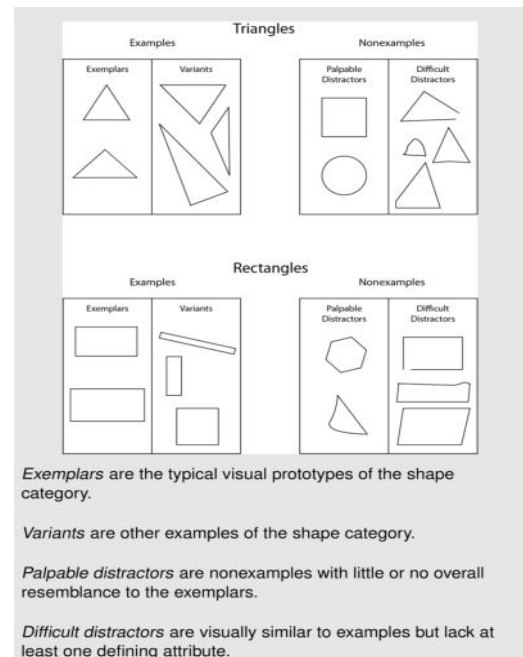 Triangles
Examples
Nonexamples
Exemplars
Variants
Palpable
Distractors
Difficult
Distractors
Rectangles
Examples
Nonexamples
Exemplars
Variants
Palpable
Distractors
Difficult
Distractors
Exemplars are the typical visual prototypes of the shape
category.
Variants are other examples of the shape category.
Palpable distractors are nonexamples with little or no overall
resemblance to the exemplars.
Difficult distractors are visually similar to examples but lack at
least one defining attribute.